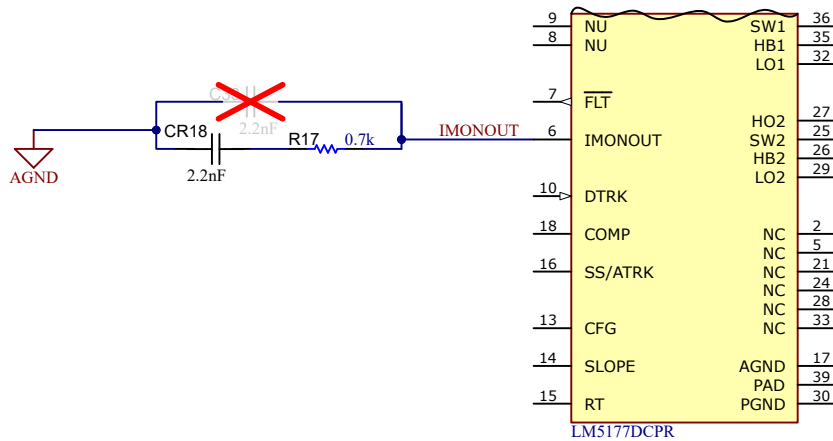 9 NU SW1 36
8 NU HB1 35
LO1 32
7 FLT
HO2 27
6 IMONOUT SW2 25
HB2 26
LO2 29
10 DTRK
18 COMP NC 2
NC 5
16 SS/ATRK NC 21
NC 24
NC 28
13 CFG NC 33
14 SLOPE AGND 17
PAD 39
15 RT PGND 30
LM5177DCPR
2.2nF
CR18
2.2nF
R17 0.7k
IMONOUT
AGND